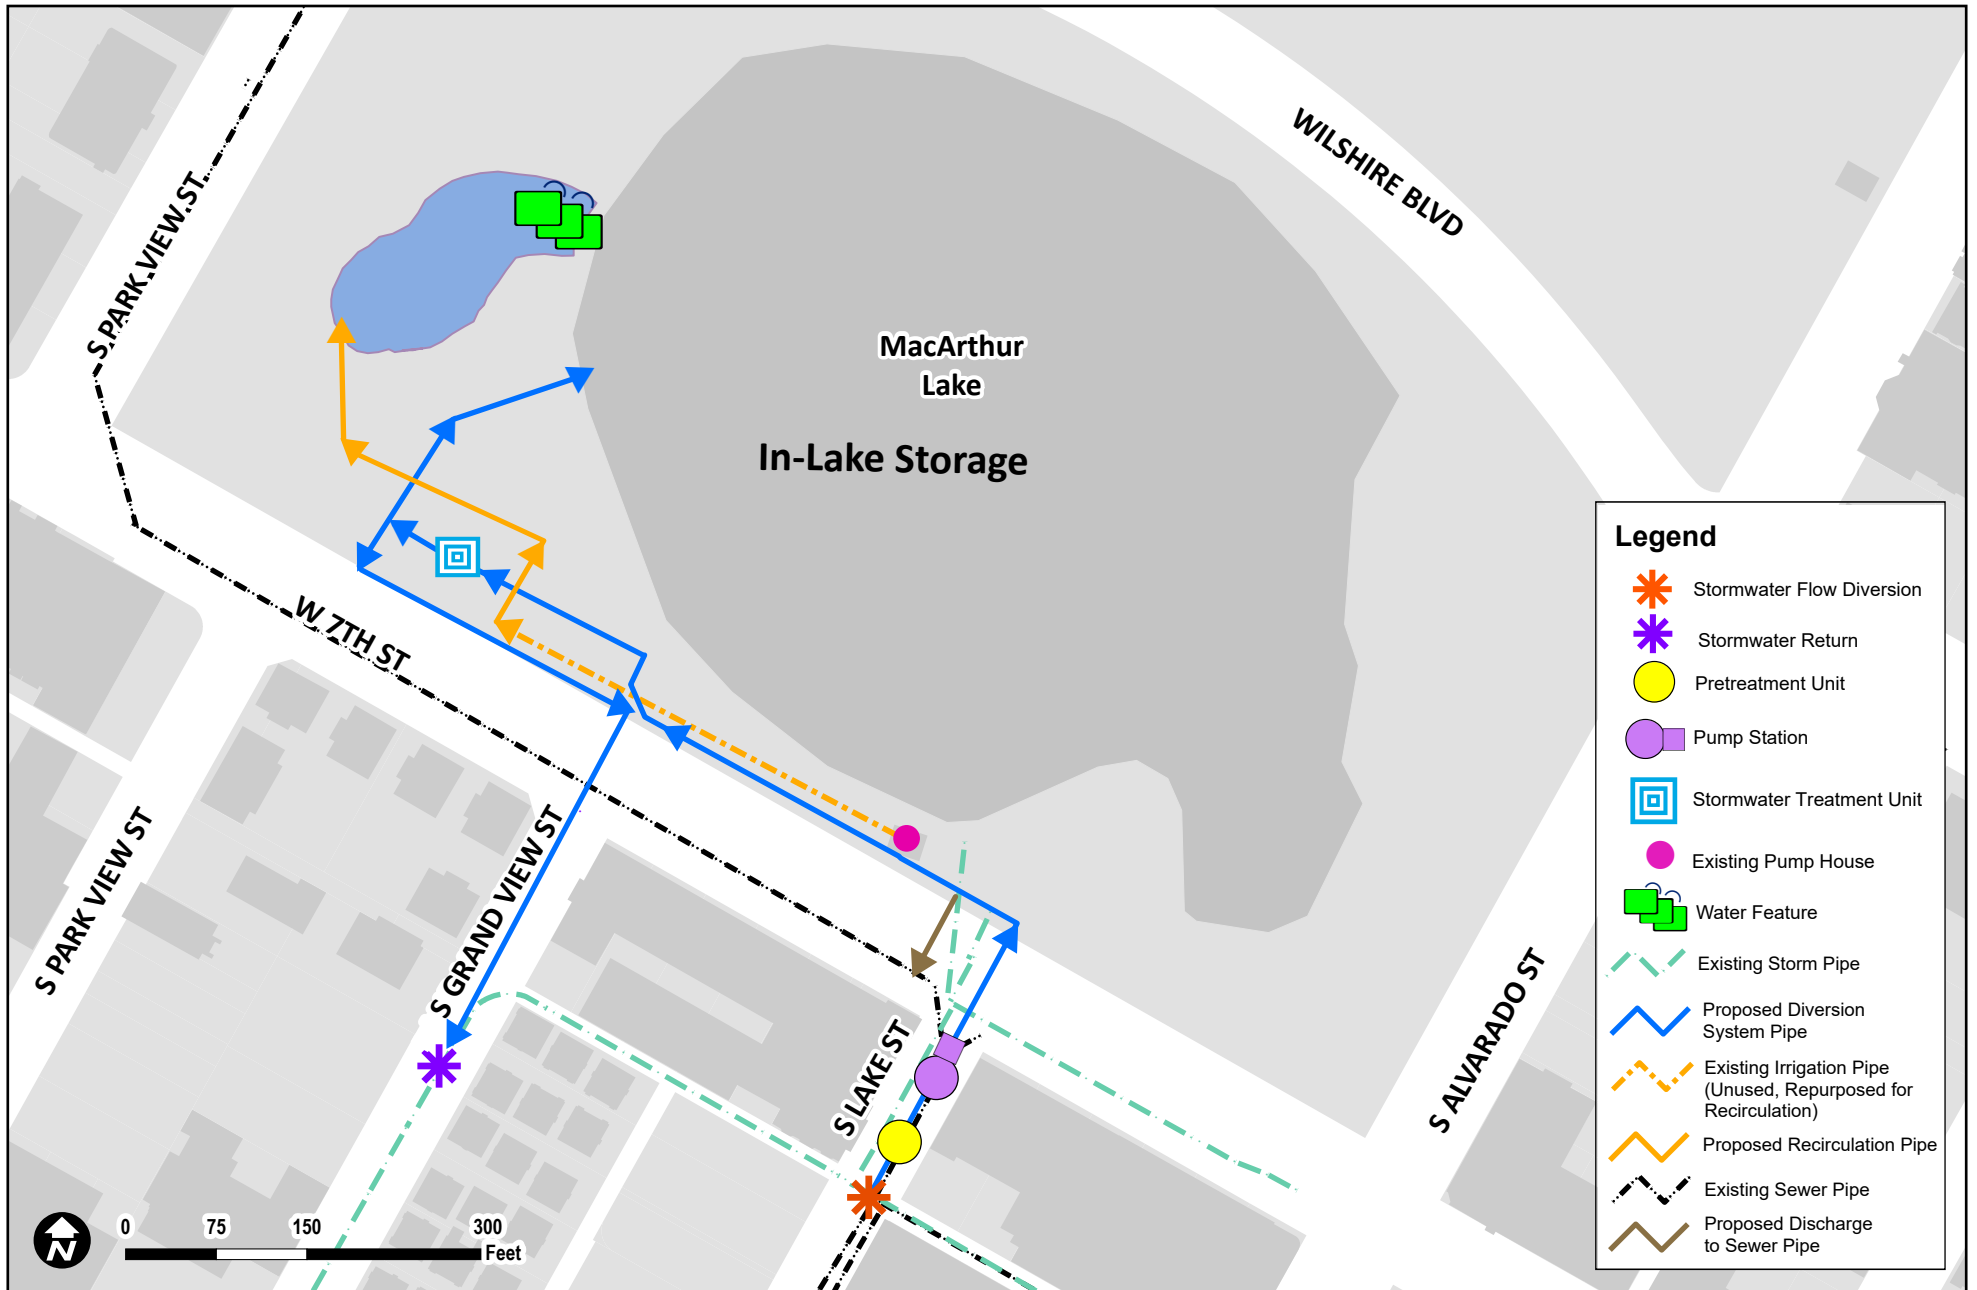 WILSHIRE BLVD
S PARK VIEW ST
MacArthur
Lake
In-Lake Storage
W 7TH ST
S PARK VIEW ST
S GRAND VIEW ST
S LAKE ST
S ALVARADO ST
Legend
Stormwater Flow Diversion
Stormwater Return
Pretreatment Unit
Pump Station
Stormwater Treatment Unit
Existing Pump House
Water Feature
Existing Storm Pipe
Proposed Diversion
System Pipe
Existing Irrigation Pipe
(Unused, Repurposed for
Recirculation)
Proposed Recirculation Pipe
Existing Sewer Pipe
Proposed Discharge
to Sewer Pipe
N
0 75 150 300
Feet